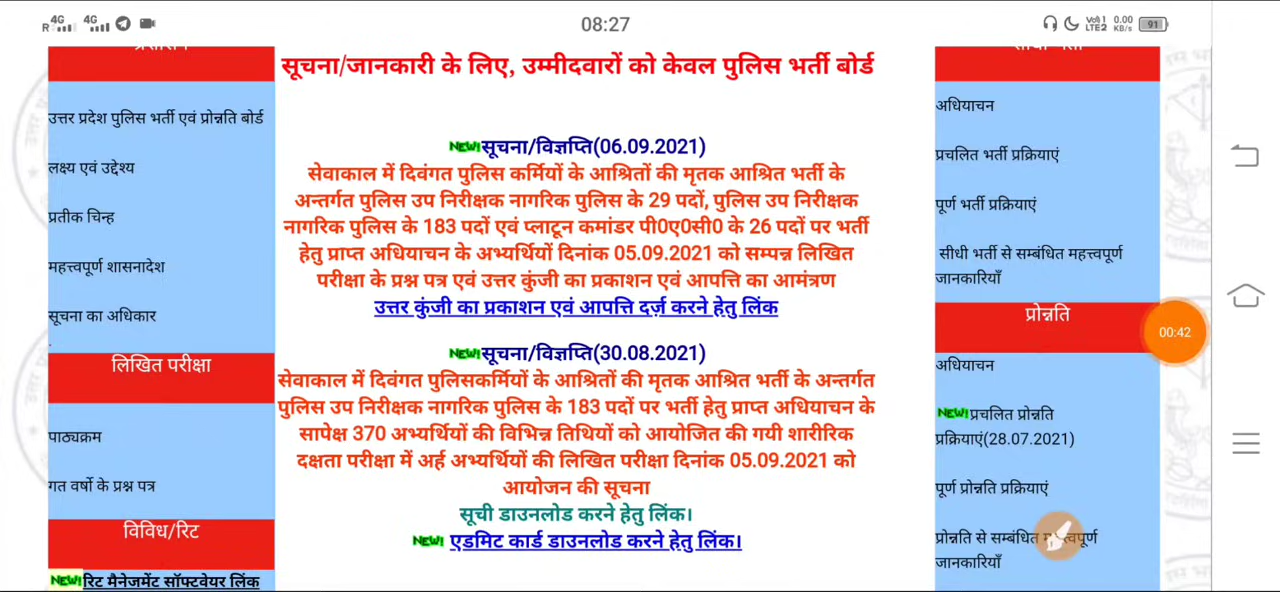 R 4G 4G 08:27 Vol) 1 LTE2 0.00 KB/s 91
सूचना/जानकारी के लिए, उम्मीदवारों को केवल पुलिस भर्ती बोर्ड
उत्तर प्रदेश पुलिस भर्ती एवं प्रोन्नति बोर्ड
लक्ष्य एवं उद्देश्य
प्रतीक चिन्ह
महत्त्वपूर्ण शासनादेश
सूचना का अधिकार
लिखित परीक्षा
पाठ्यक्रम
गत वर्षो के प्रश्न पत्र
विविध/रिट
NEW! रिट मैनेजमेंट सॉफ्टवेयर लिंक
NEW! सूचना/विज्ञप्ति(06.09.2021)
सेवाकाल में दिवंगत पुलिस कर्मियों के आश्रितों की मृतक आश्रित भर्ती के
अन्तर्गत पुलिस उप निरीक्षक नागरिक पुलिस के 29 पदों, पुलिस उप निरीक्षक
नागरिक पुलिस के 183 पदों एवं प्लाटून कमांडर पी0ए0सी0 के 26 पदों पर भर्ती
हेतु प्राप्त अधियाचन के अभ्यर्थियों दिनांक 05.09.2021 को सम्पन्न लिखित
परीक्षा के प्रश्न पत्र एवं उत्तर कुंजी का प्रकाशन एवं आपत्ति का आमंत्रण
उत्तर कुंजी का प्रकाशन एवं आपत्ति दर्ज़ करने हेतु लिंक
NEW! सूचना/विज्ञप्ति(30.08.2021)
सेवाकाल में दिवंगत पुलिसकर्मियों के आश्रितों की मृतक आश्रित भर्ती के अन्तर्गत
पुलिस उप निरीक्षक नागरिक पुलिस के 183 पदों पर भर्ती हेतु प्राप्त अधियाचन के
सापेक्ष 370 अभ्यर्थियों की विभिन्न तिथियों को आयोजित की गयी शारीरिक
दक्षता परीक्षा में अर्ह अभ्यर्थियों की लिखित परीक्षा दिनांक 05.09.2021 को
आयोजन की सूचना
सूची डाउनलोड करने हेतु लिंक।
NEW! एडमिट कार्ड डाउनलोड करने हेतु लिंक।
अधियाचन
प्रचलित भर्ती प्रक्रियाएं
पूर्ण भर्ती प्रक्रियाएं
सीधी भर्ती से सम्बंधित महत्त्वपूर्ण
जानकारियाँ
प्रोन्नति
00:42
अधियाचन
NEW! प्रचलित प्रोन्नति
प्रक्रियाएं(28.07.2021)
पूर्ण प्रोन्नति प्रक्रियाएं
प्रोन्नति से सम्बंधित
जानकारियाँ